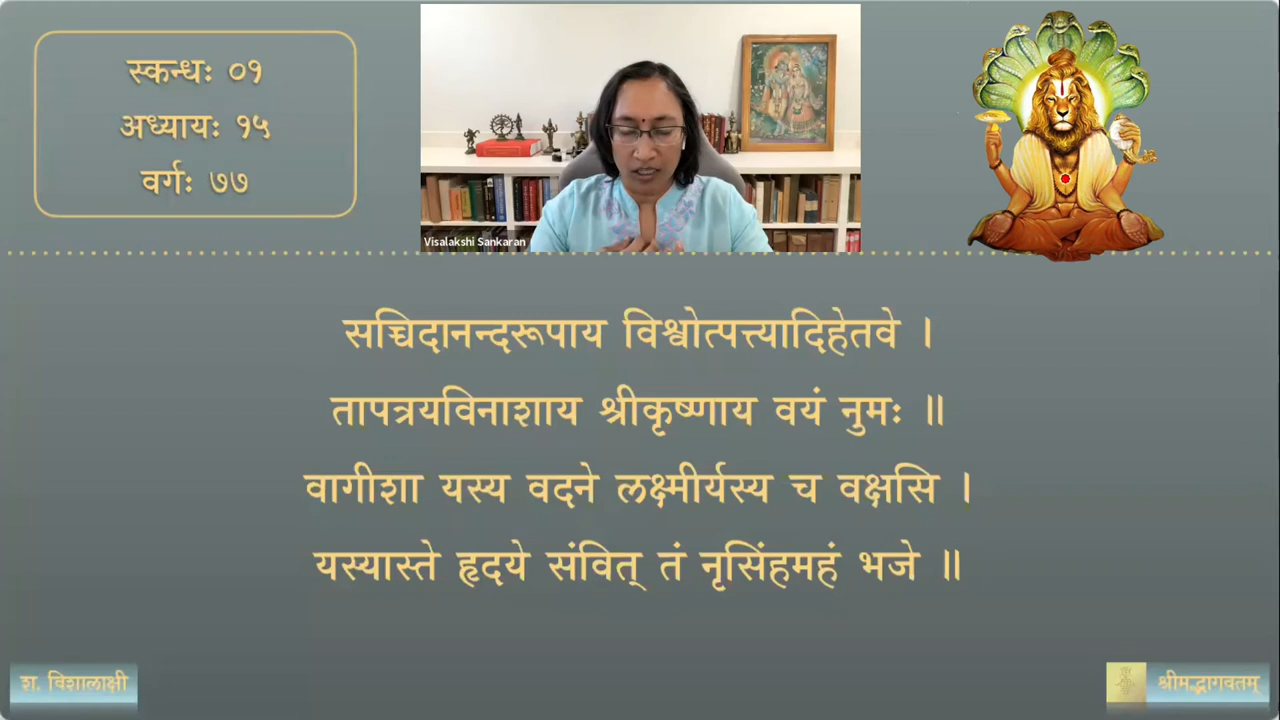 स्कन्धः ०१
अध्यायः १५
वर्गः ७७
Visalakshi Sankaran
सच्चिदानन्दरूपाय विश्वोत्पत्त्यादिहेतवे ।
तापत्रयविनाशाय श्रीकृष्णाय वयं नुमः ॥
वागीशा यस्य वदने लक्ष्मीर्यस्य च वक्षसि ।
यस्यास्ते हृदये संवित् तं नृसिंहमहं भजे ॥
श. विशालाक्षी
श्रीमद्भागवतम्